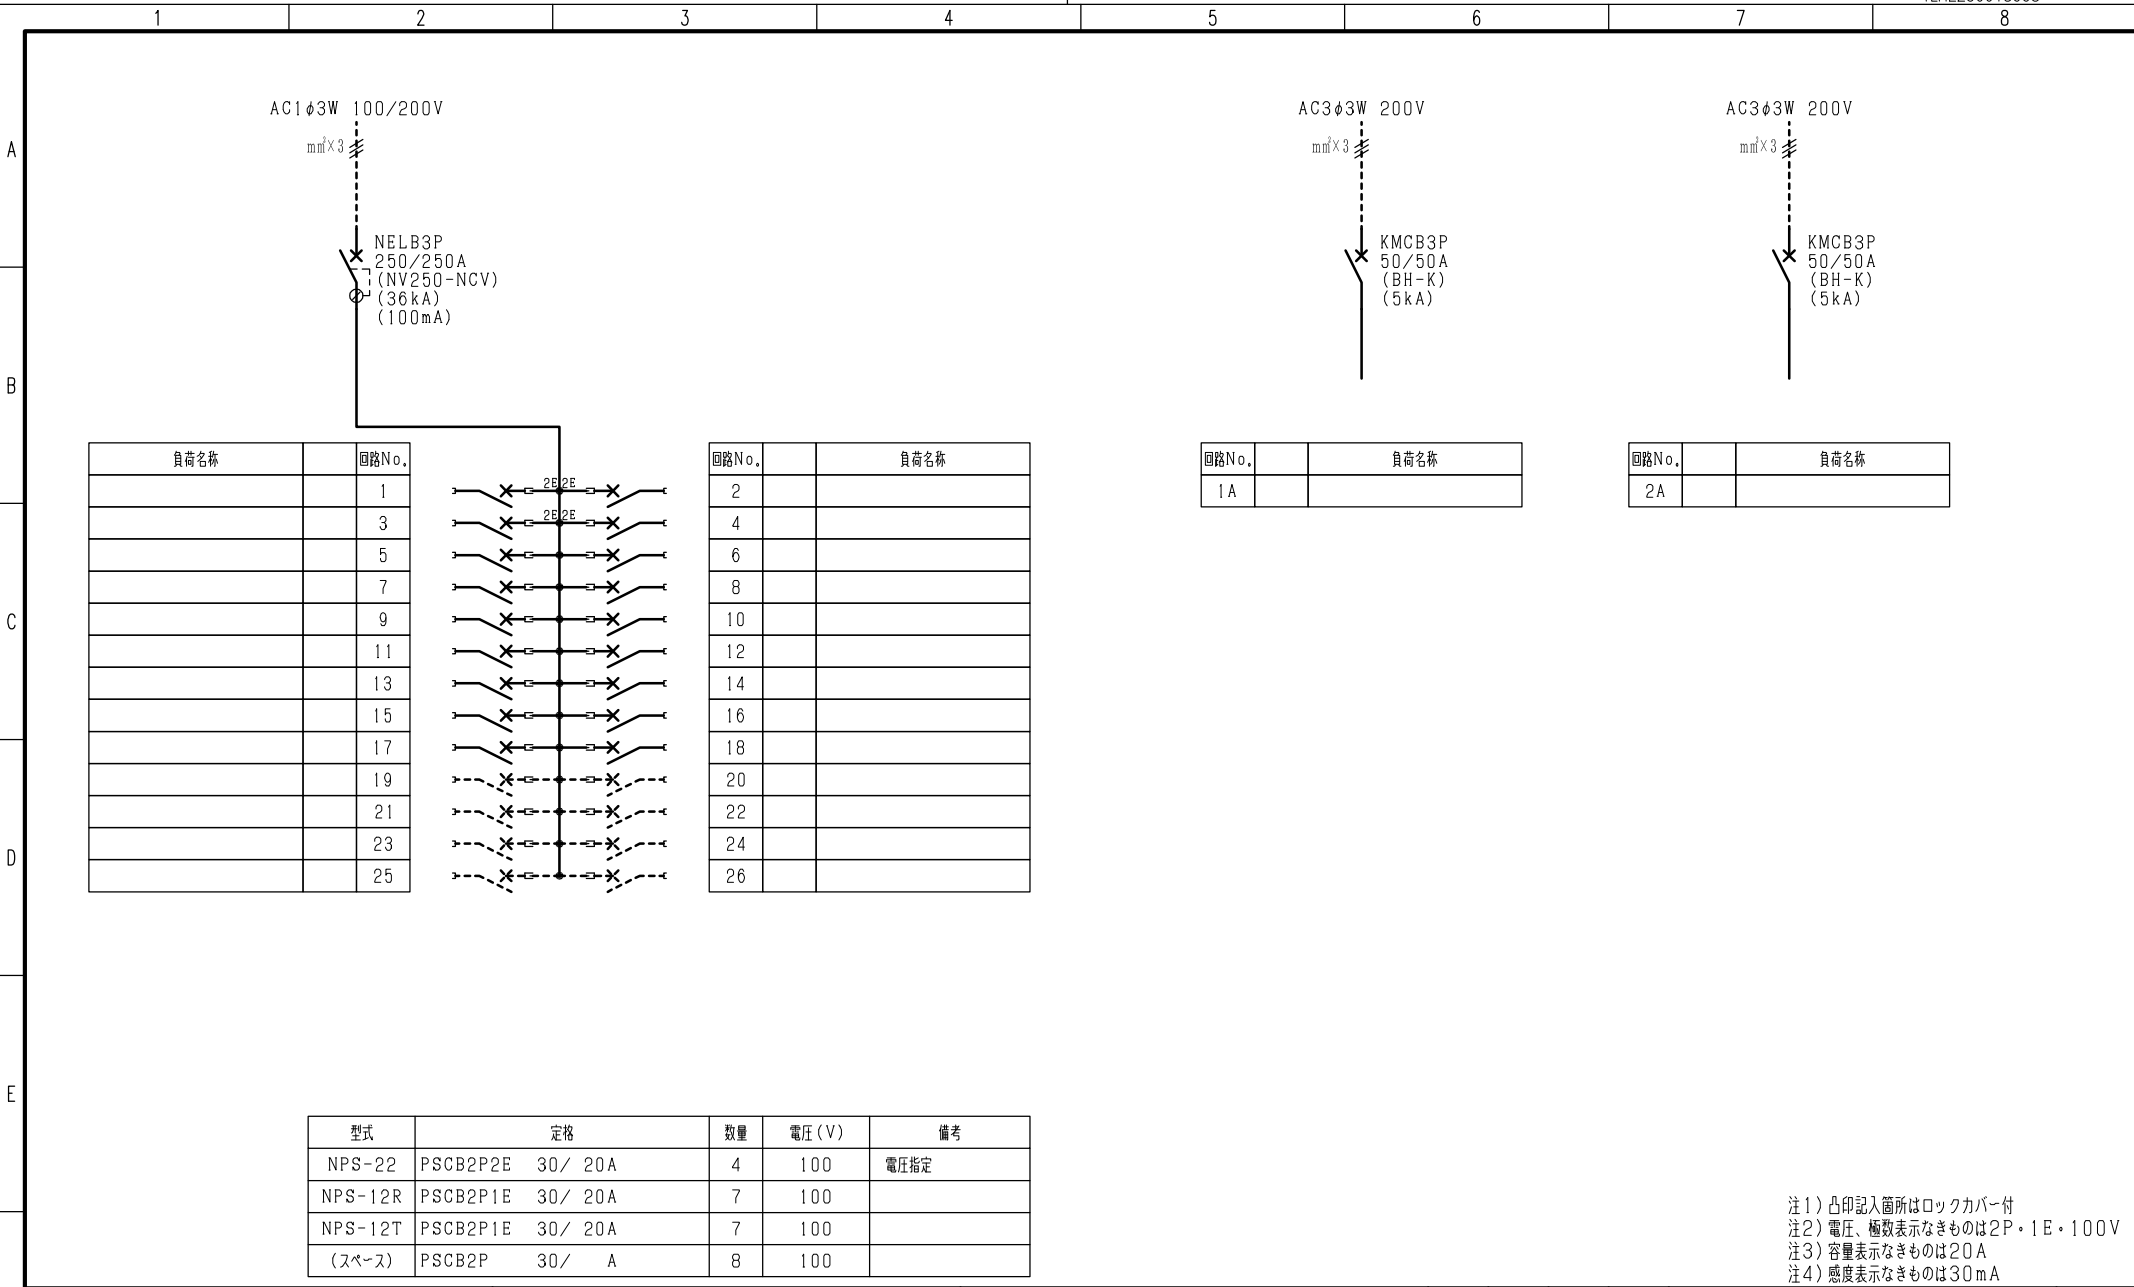 1 2 3 4 5 6 7 8
A
B
C
D
E
AC1φ3W 100/200V
mm²×3
NELB3P
250/250A
(NV250-NCV)
(36kA)
(100mA)
AC3φ3W 200V
mm²×3
KMCB3P
50/50A
(BH-K)
(5kA)
AC3φ3W 200V
mm²×3
KMCB3P
50/50A
(BH-K)
(5kA)
負荷名称 回路No. 回路No. 負荷名称
1 2E 2E 2
3 2E 2E 4
5 6
7 8
9 10
11 12
13 14
15 16
17 18
19 20
21 22
23 24
25 26
回路No. 負荷名称
1A
回路No. 負荷名称
2A
型式 定格 数量 電圧(V) 備考
NPS-22 PSCB2P2E 30/ 20A 4 100 電圧指定
NPS-12R PSCB2P1E 30/ 20A 7 100
NPS-12T PSCB2P1E 30/ 20A 7 100
(スペース) PSCB2P 30/ A 8 100
注1)凸印記入箇所はロックカバー付
注2)電圧、極数表示なきものは2P・1E・100V
注3)容量表示なきものは20A
注4)感度表示なきものは30mA